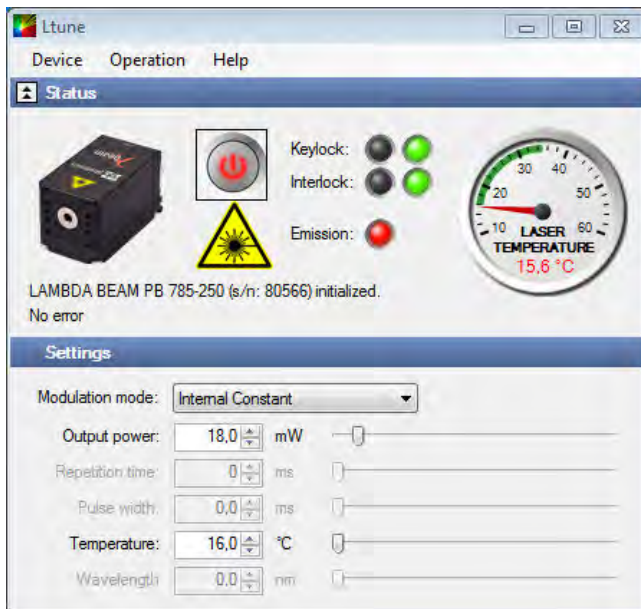 Ltune
Device Operation Help
Status
Keylock:
Interlock:
Emission:
30 40
20 50
10 60
LASER
TEMPERATURE
15,6 °C
LAMBDA BEAM PB 785-250 (s/n: 80566) initialized.
No error
Settings
Modulation mode: Internal Constant
Output power: 18,0 mW
Repetition time: 0 ms
Pulse width: 0,0 ms
Temperature: 16,0 °C
Wavelength 0,0 nm